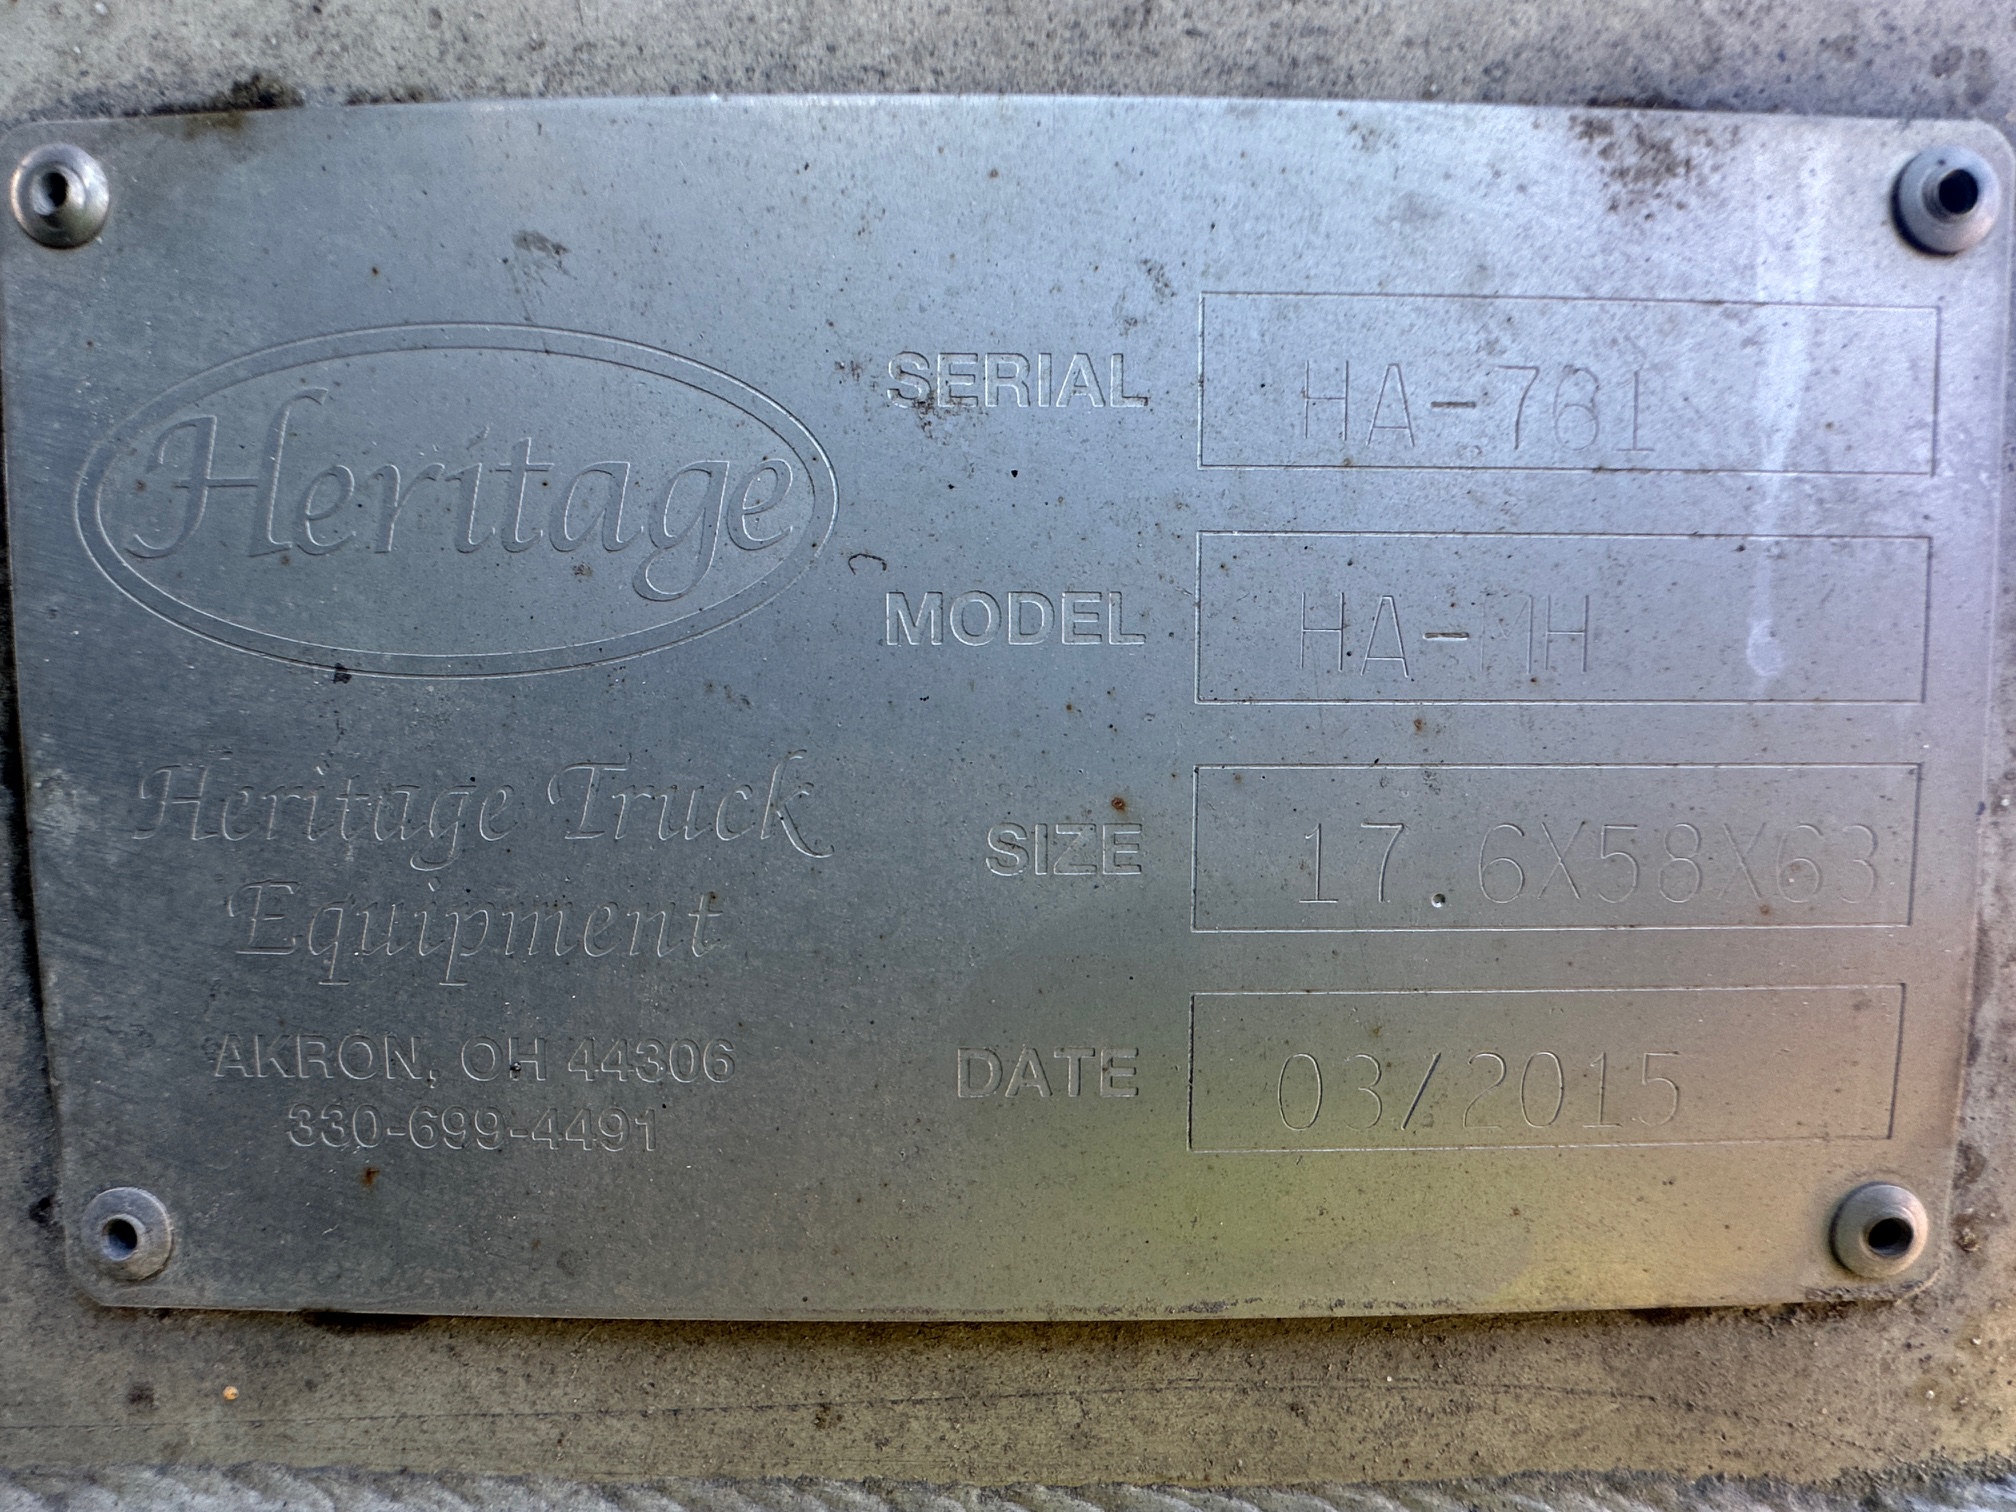 Heritage
Heritage Truck
Equipment
AKRON, OH 44306
330-699-4491
SERIAL HA-761
MODEL HA-MH
SIZE 17.6X58X63
DATE 03/2015